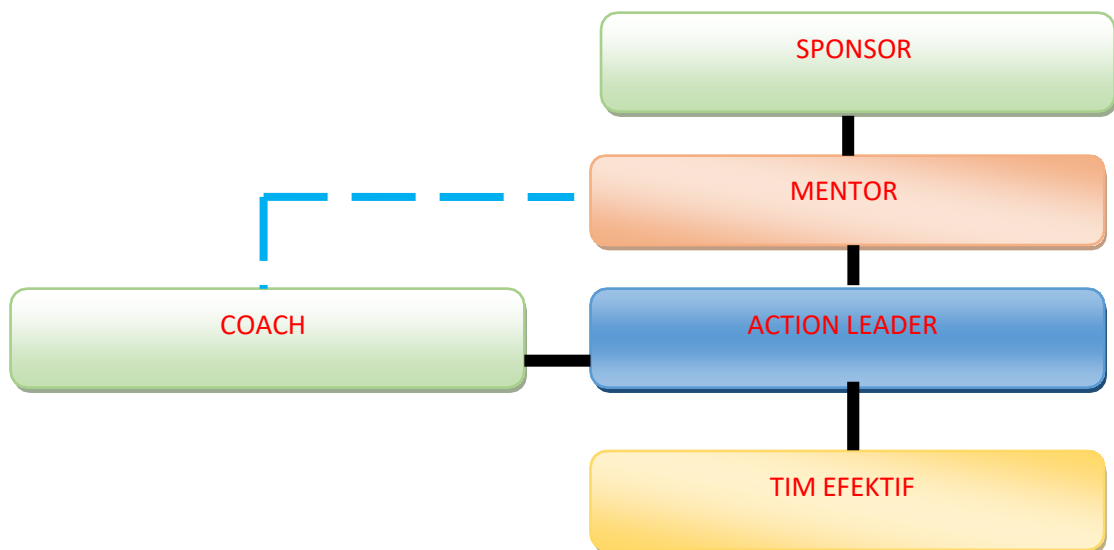 SPONSOR
MENTOR
COACH
ACTION LEADER
TIM EFEKTIF